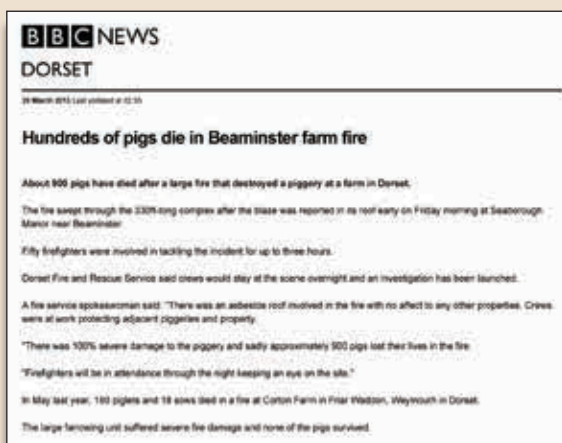 BBC NEWS
DORSET
Last updated at
Hundreds of pigs die in Beaminster farm fire
About 900 pigs have died after a large fire that destroyed a piggery at a farm in Dorset.
The fire swept through the 330ft-long complex after the blaze was reported in its roof early on Friday morning at Seaborough
Manor near Beaminster.
Fifty firefighters were involved in tackling the incident for up to three hours.
Dorset Fire and Rescue Service said crews would stay at the scene overnight and an investigation has been launched.
A fire service spokeswoman said: "There was an asbestos roof involved in the fire with no affect to any other properties. Crews
were at work protecting adjacent piggeries and property.
"There was 100% severe damage to the piggery and sadly approximately 900 pigs lost their lives in the fire.
"Firefighters will be in attendance through the night keeping an eye on the site."
In May last year, piglets and 18 sows died in a fire at Corton Farm in Friar Waddon, Weymouth in Dorset.
The large farrowing unit suffered severe fire damage and none of the pigs survived.